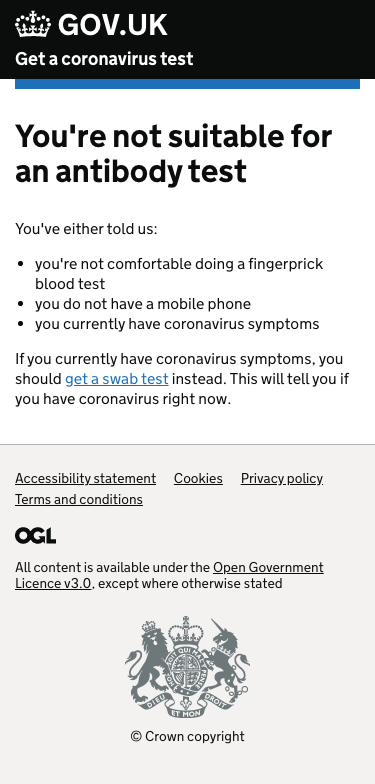 GOV.UK
Get a coronavirus test
You're not suitable for
an antibody test
You've either told us:
• you're not comfortable doing a fingerprick
blood test
• you do not have a mobile phone
• you currently have coronavirus symptoms
If you currently have coronavirus symptoms, you
should get a swab test instead. This will tell you if
you have coronavirus right now.
Accessibility statement Cookies Privacy policy
Terms and conditions
OGL
All content is available under the Open Government
Licence v3.0, except where otherwise stated
DIEU ET MON DROIT
© Crown copyright